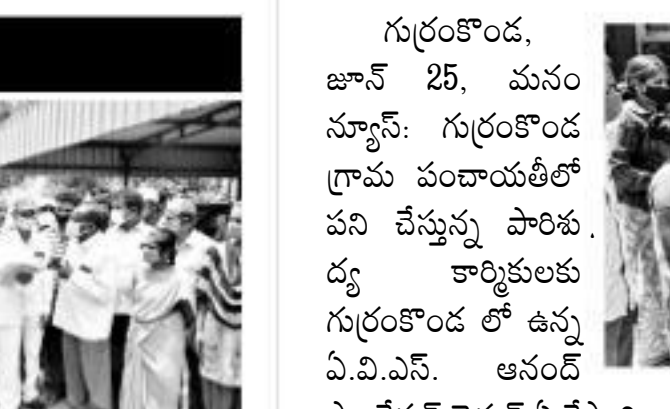 గుర్రంకొండ,
జూన్ 25, మనం
న్యూస్: గుర్రంకొండ
గ్రామ పంచాయతీలో
పని చేస్తున్న పారిశు
ద్య కార్మికులకు
గుర్రంకొండ లో ఉన్న
ఏ.వి.ఎస్. ఆనంద్